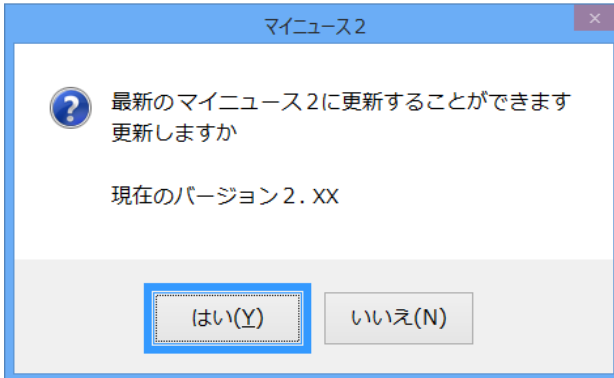 マイニュース2
×
?
最新のマイニュース2に更新することができます
更新しますか
現在のバージョン2. XX
はい(Y)
いいえ(N)